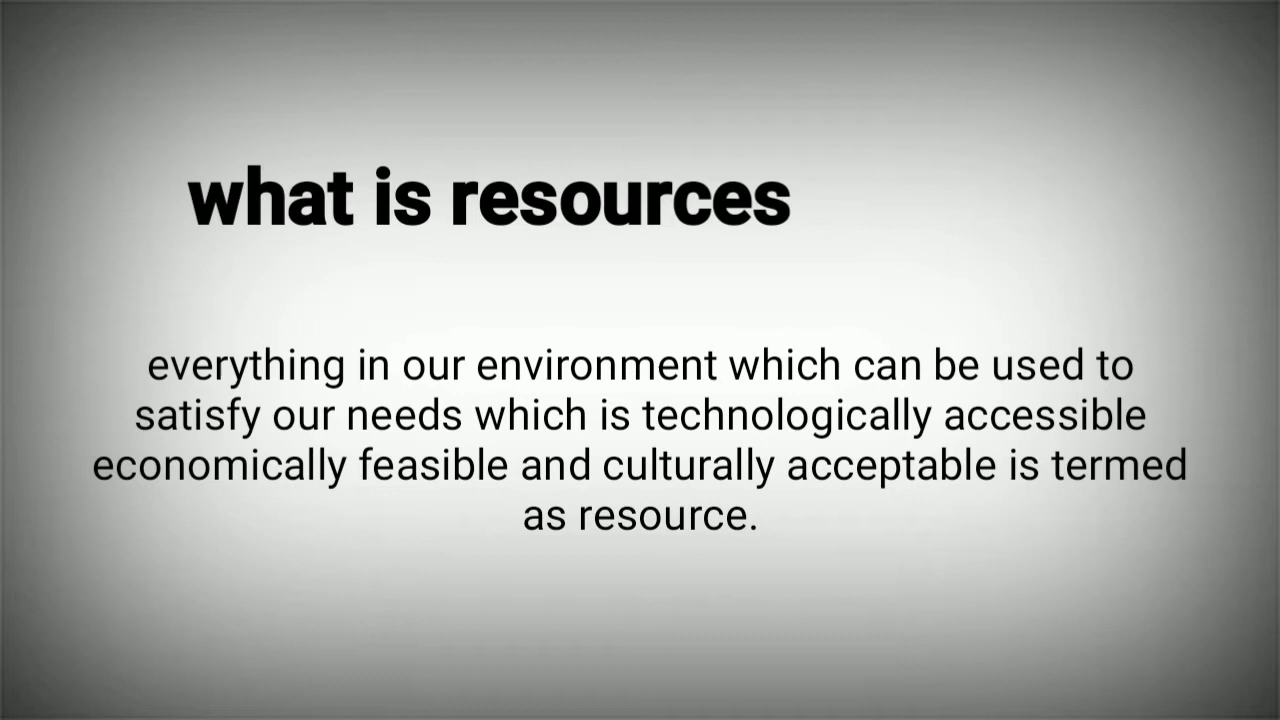 what is resources
everything in our environment which can be used to
satisfy our needs which is technologically accessible
economically feasible and culturally acceptable is termed
as resource.